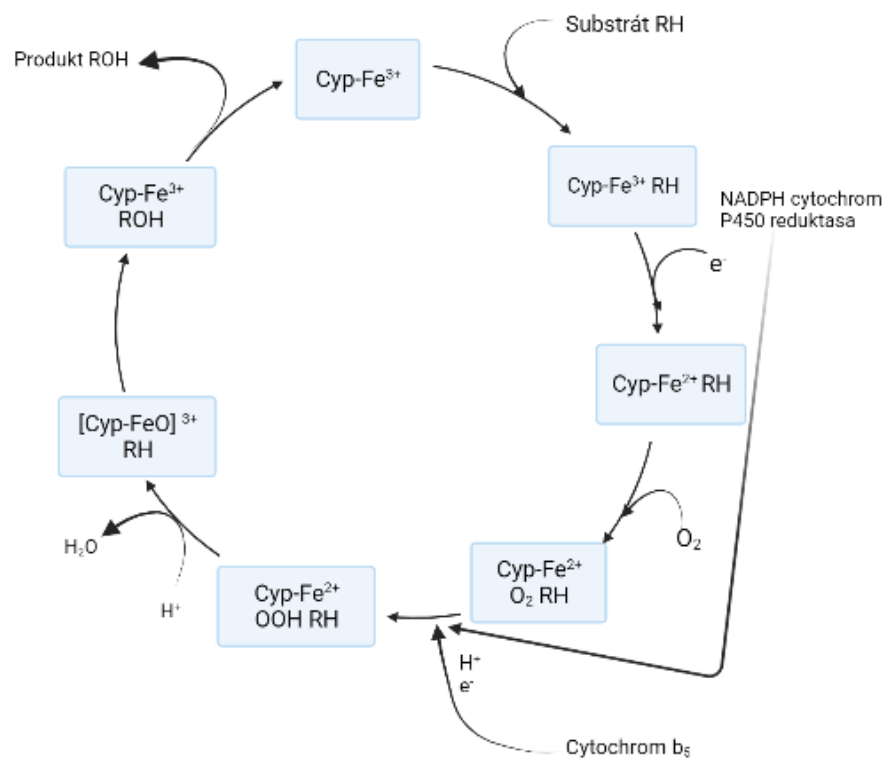 Substrát RH
Produkt ROH
Cyp-Fe³⁺
Cyp-Fe³⁺ RH
NADPH cytochrom
P450 reduktasa
e⁻
Cyp-Fe²⁺ RH
O₂
Cyp-Fe²⁺
O₂ RH
H⁺
e⁻
Cytochrom b₅
Cyp-Fe²⁺
OOH RH
H⁺
H₂O
[Cyp-FeO] ³⁺
RH
Cyp-Fe³⁺
ROH